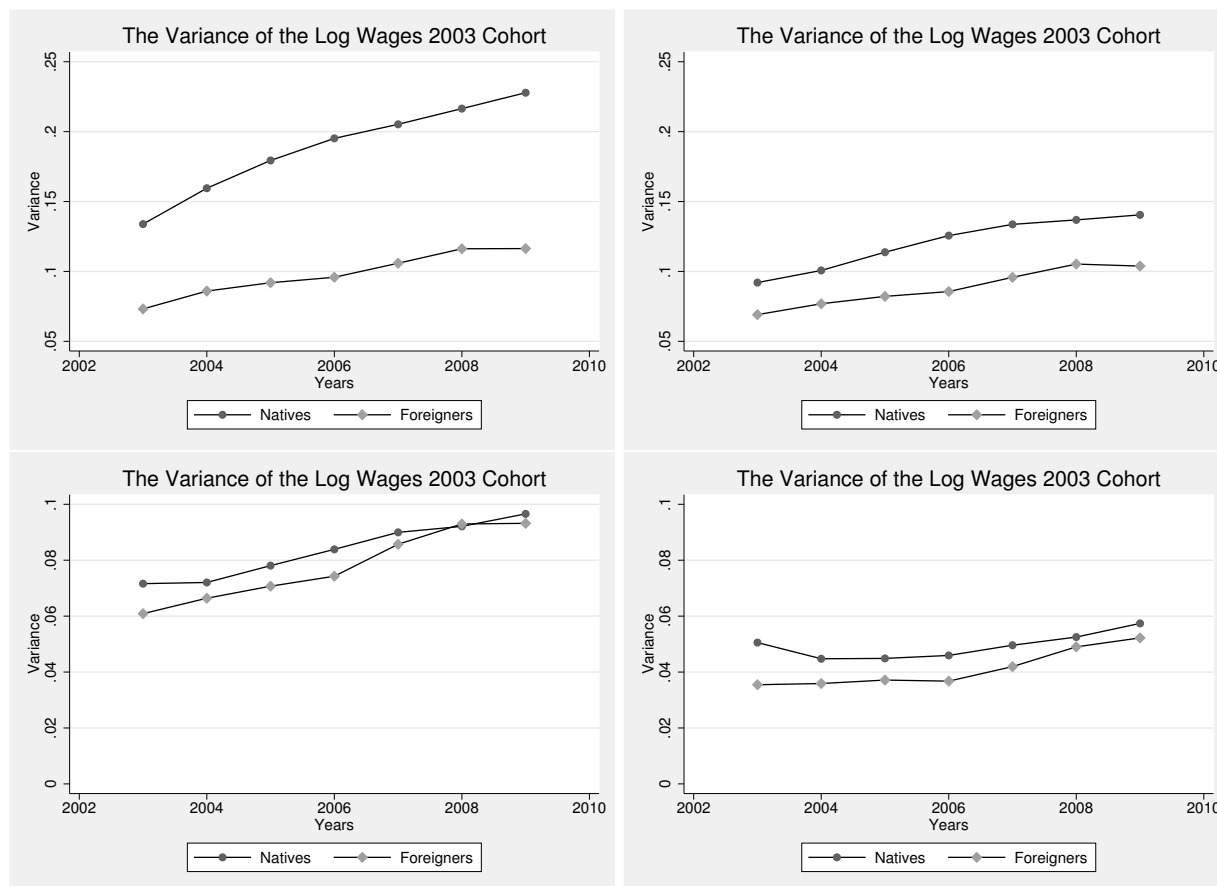 The Variance of the Log Wages 2003 Cohort
.25
.2
.15
.1
.05
Variance
2002 2004 2006 2008 2010
Years
Natives Foreigners
The Variance of the Log Wages 2003 Cohort
.25
.2
.15
.1
.05
Variance
2002 2004 2006 2008 2010
Years
Natives Foreigners
The Variance of the Log Wages 2003 Cohort
.1
.08
.06
.04
.02
0
Variance
2002 2004 2006 2008 2010
Years
Natives Foreigners
The Variance of the Log Wages 2003 Cohort
.1
.08
.06
.04
.02
0
Variance
2002 2004 2006 2008 2010
Years
Natives Foreigners